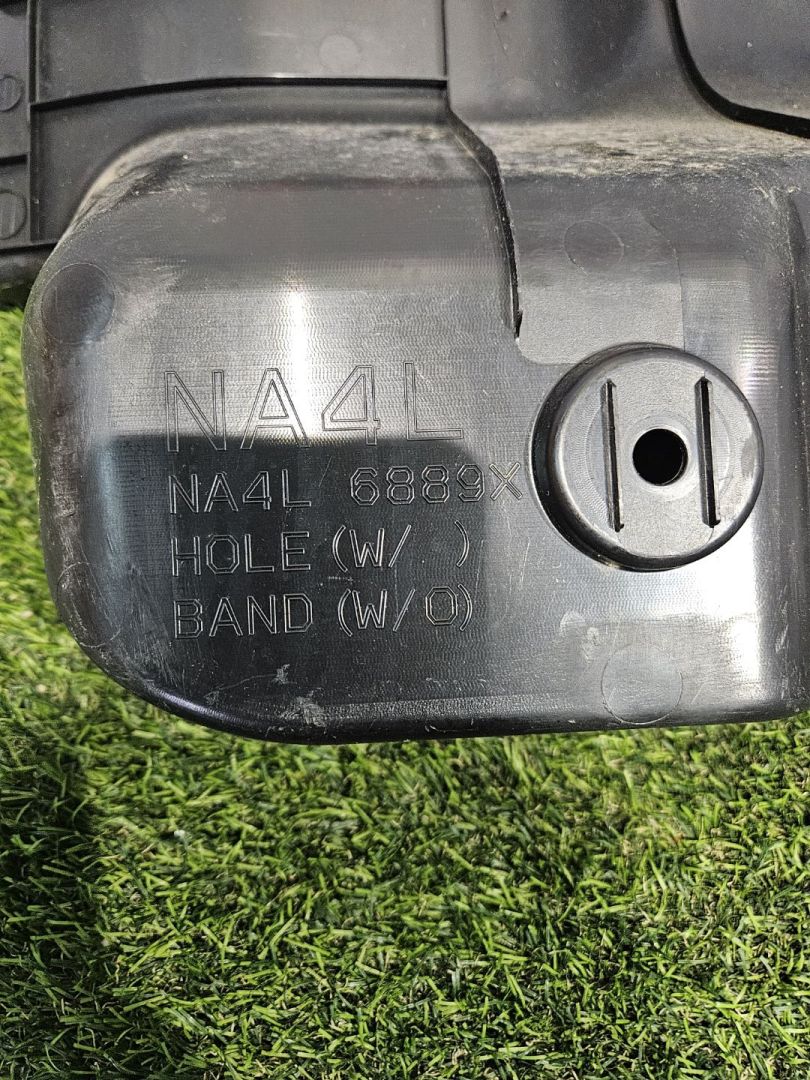 NA4L
NA4L 6889X
HOLE (W/ )
BAND (W/O)